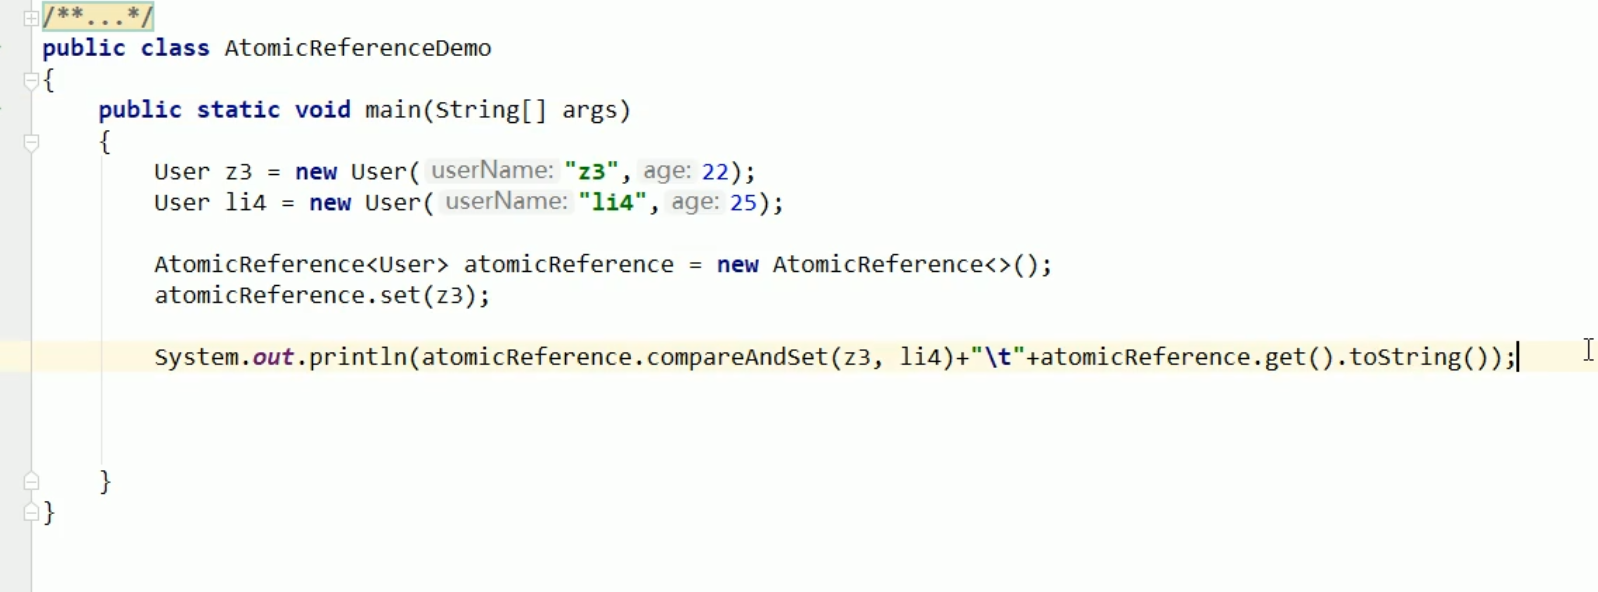 /**...*/
public class AtomicReferenceDemo
{
public static void main(String[] args)
{
User z3 = new User( userName: "z3", age: 22);
User li4 = new User( userName: "li4", age: 25);
AtomicReference<User> atomicReference = new AtomicReference<>();
atomicReference.set(z3);
System.out.println(atomicReference.compareAndSet(z3, li4)+"\t"+atomicReference.get().toString());
}
}